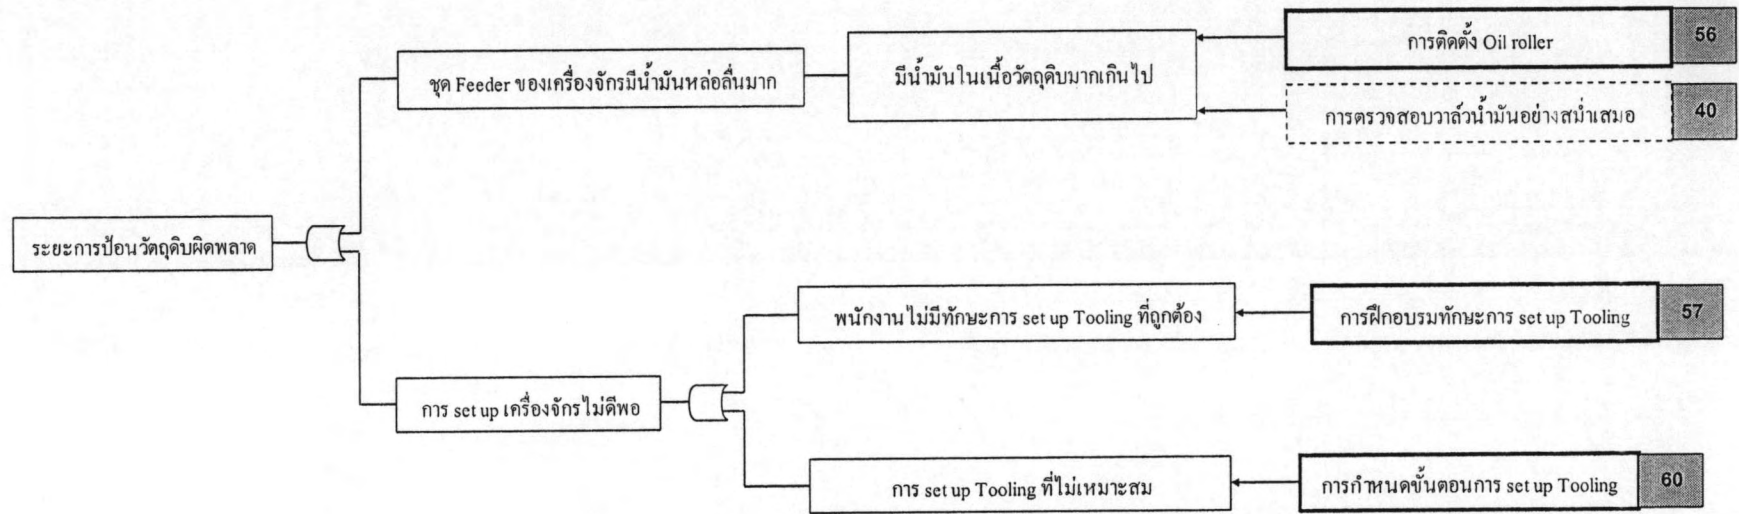 การติดตั้ง Oil roller 56
ชุด Feeder ของเครื่องจักรมีน้ำมันหล่อลื่นมาก
มีน้ำมันในเนื้อวัตถุดิบมากเกินไป
การตรวจสอบวาล์วน้ำมันอย่างสม่ำเสมอ 40
ระยะการป้อนวัตถุดิบผิดพลาด
พนักงานไม่มีทักษะการ set up Tooling ที่ถูกต้อง
การฝึกอบรมทักษะการ set up Tooling 57
การ set up เครื่องจักรไม่ดีพอ
การ set up Tooling ที่ไม่เหมาะสม
การกำหนดขั้นตอนการ set up Tooling 60